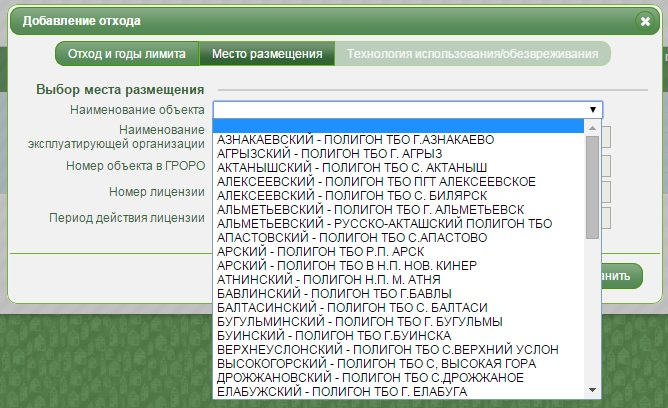 Добавление отхода
Отход и годы лимита
Место размещения
Технология использования/обезвреживания
Выбор места размещения
Наименование объекта
Наименование
эксплуатирующей организации
Номер объекта в ГРОРО
Номер лицензии
Период действия лицензии
АЗНАКАЕВСКИЙ - ПОЛИГОН ТБО Г.АЗНАКАЕВО
АГРЫЗСКИЙ - ПОЛИГОН ТБО Г. АГРЫЗ
АКТАНЫШСКИЙ - ПОЛИГОН ТБО С. АКТАНЫШ
АЛЕКСЕЕВСКИЙ - ПОЛИГОН ТБО ПГТ АЛЕКСЕЕВСКОЕ
АЛЕКСЕЕВСКИЙ - ПОЛИГОН ТБО С. БИЛЯРСК
АЛЬМЕТЬЕВСКИЙ - ПОЛИГОН ТБО Г. АЛЬМЕТЬЕВСК
АЛЬМЕТЬЕВСКИЙ - РУССКО-АКТАШСКИЙ ПОЛИГОН ТБО
АПАСТОВСКИЙ - ПОЛИГОН ТБО С.АПАСТОВО
АРСКИЙ - ПОЛИГОН ТБО Р.П. АРСК
АРСКИЙ - ПОЛИГОН ТБО В Н.П. НОВ. КИНЕР
АТНИНСКИЙ - ПОЛИГОН Н.П. М. АТНЯ
БАВЛИНСКИЙ - ПОЛИГОН ТБО Г.БАВЛЫ
БАЛТАСИНСКИЙ - ПОЛИГОН ТБО С. БАЛТАСИ
БУГУЛЬМИНСКИЙ - ПОЛИГОН ТБО Г. БУГУЛЬМЫ
БУИНСКИЙ - ПОЛИГОН ТБО Г.БУИНСКА
ВЕРХНЕУСЛОНСКИЙ - ПОЛИГОН ТБО С.ВЕРХНИЙ УСЛОН
ВЫСОКОГОРСКИЙ - ПОЛИГОН ТБО С, ВЫСОКАЯ ГОРА
ДРОЖЖАНОВСКИЙ - ПОЛИГОН ТБО С.ДРОЖЖАНОЕ
ЕЛАБУЖСКИЙ - ПОЛИГОН ТБО Г. ЕЛАБУГА